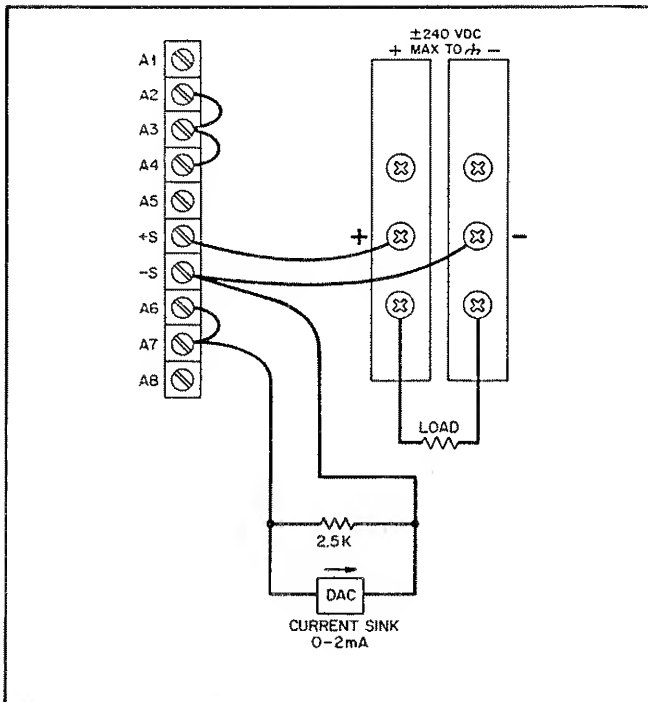 ±240 VDC
+ MAX TO ⏚ −
A1
A2
A3
A4
A5
+S
−S
A6
A7
A8
+
−
LOAD
2.5K
DAC
CURRENT SINK
0-2mA